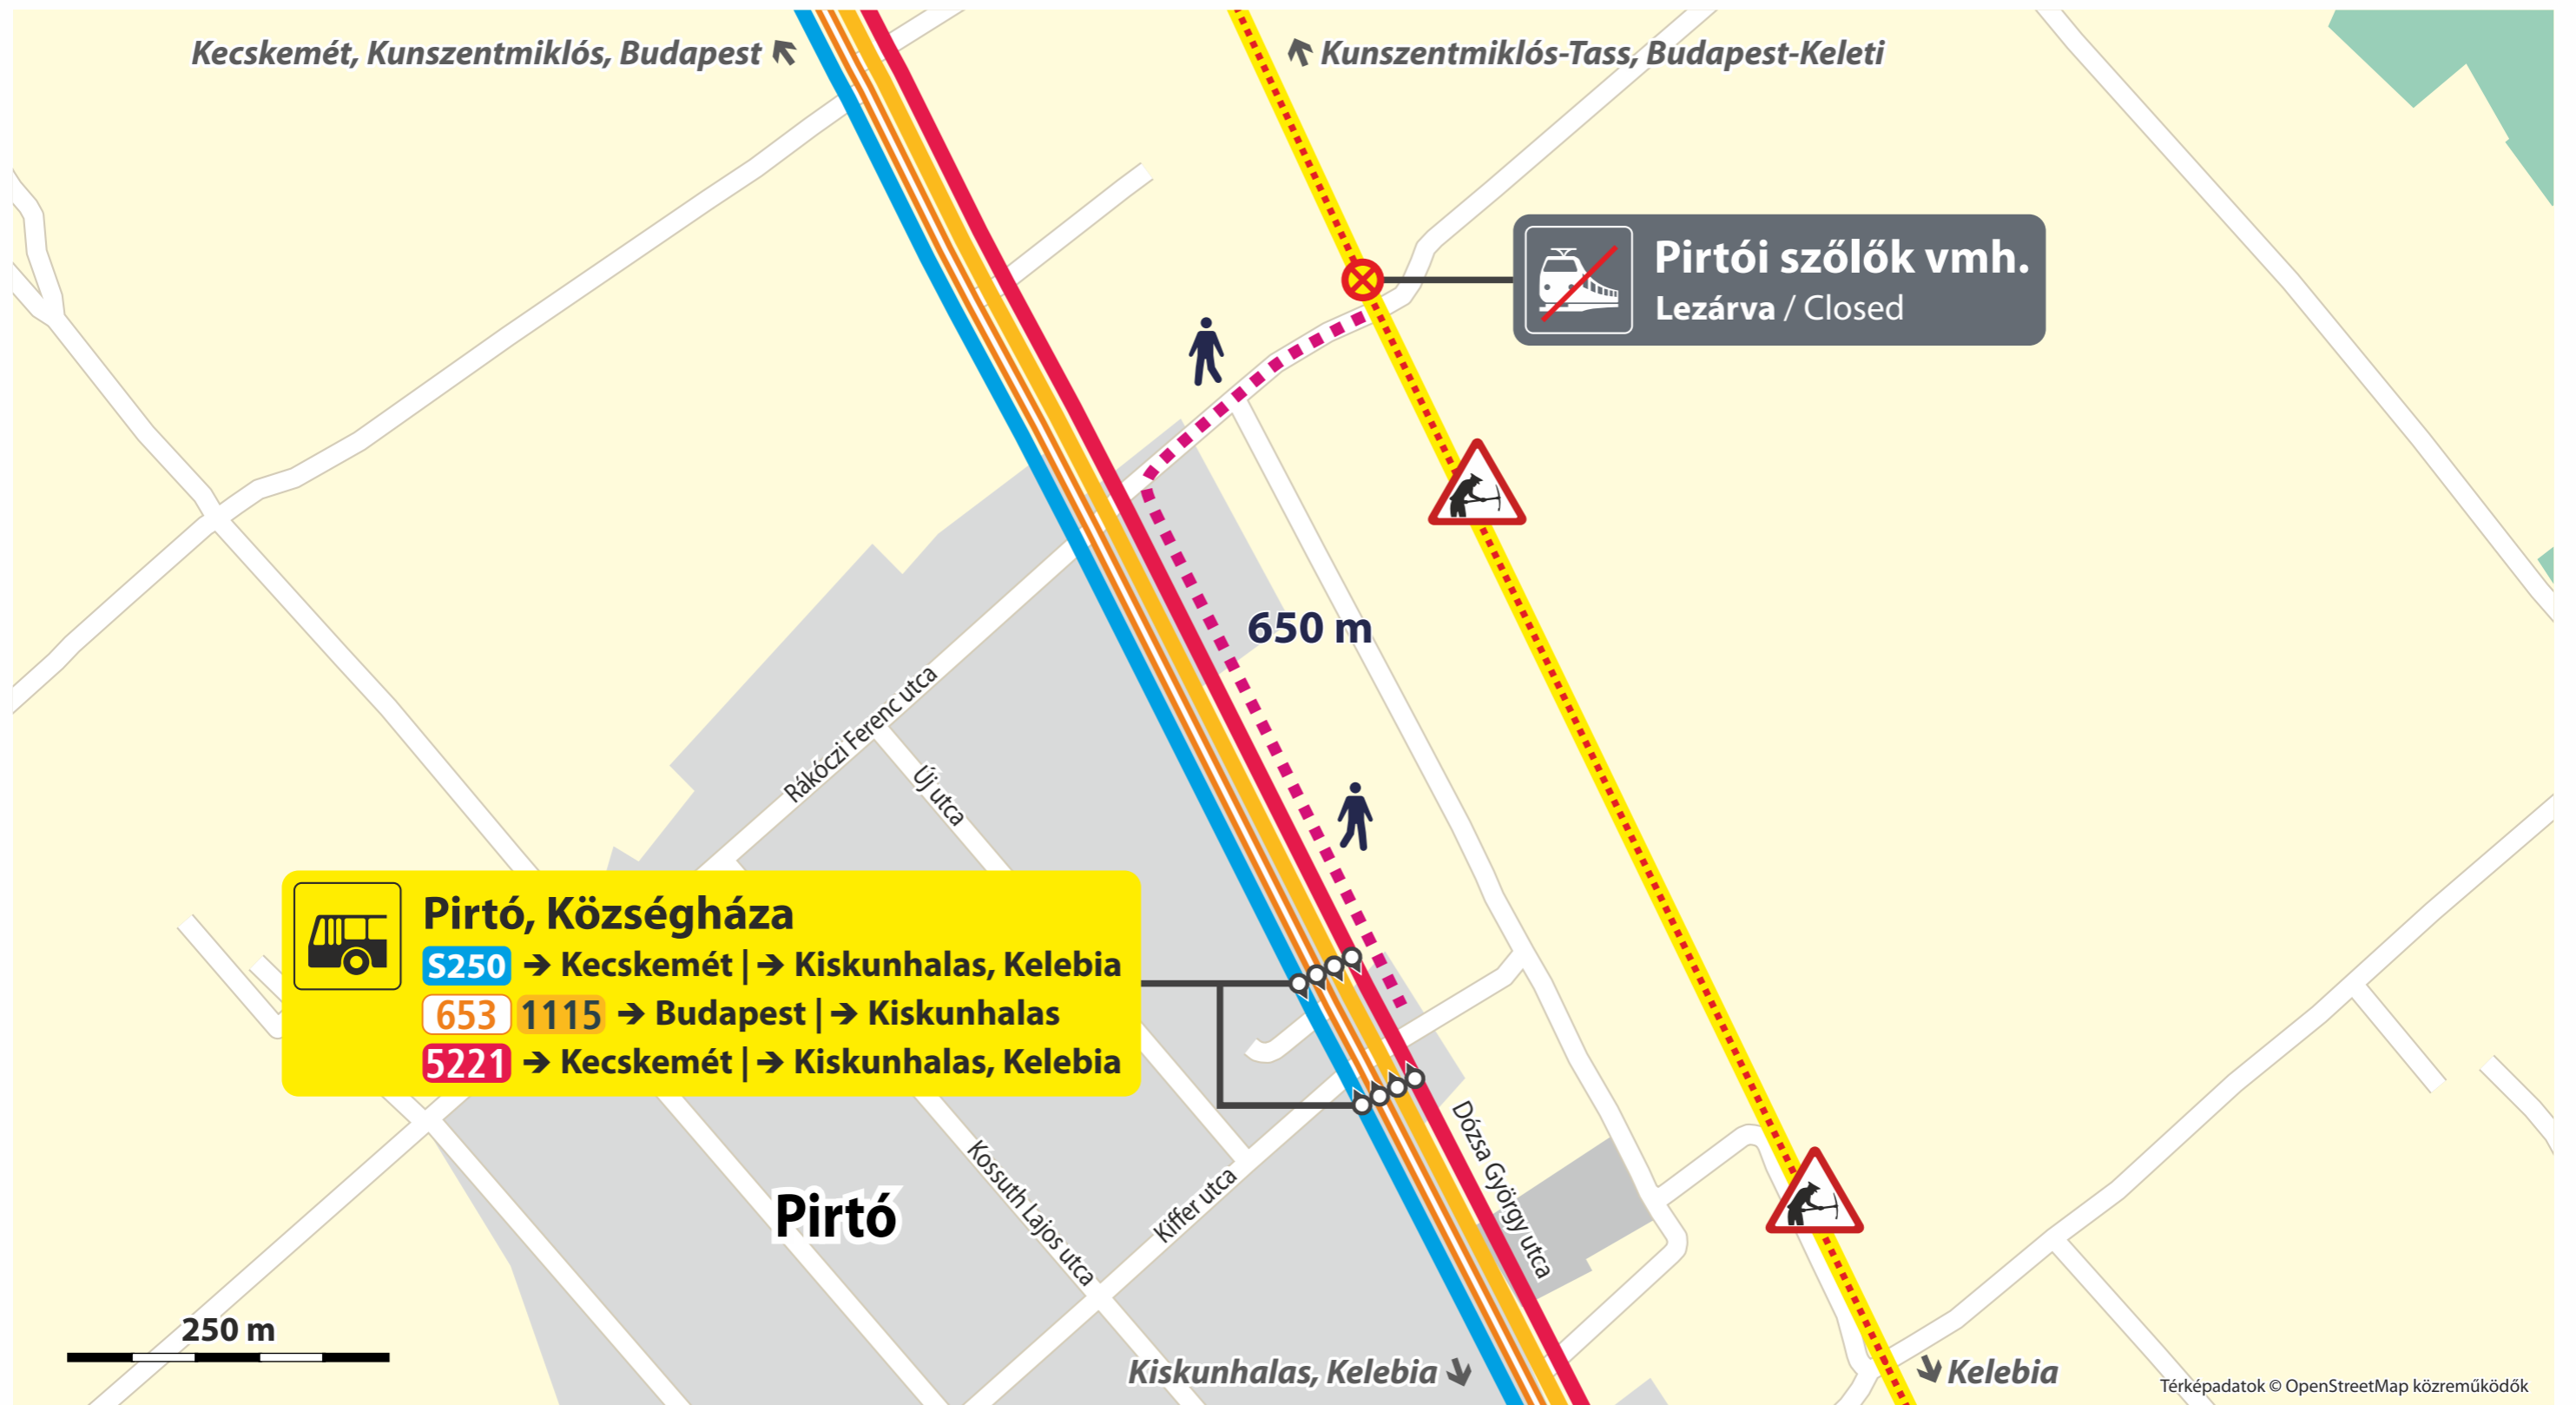 Kecskemét, Kunszentmiklós, Budapest
Kunszentmiklós-Tass, Budapest-Keleti
Pirtói szőlők vmh.
Lezárva / Closed
650 m
Rákóczi Ferenc utca
Új utca
Pirtó, Községháza
S250 → Kecskemét | → Kiskunhalas, Kelebia
653 1115 → Budapest | → Kiskunhalas
5221 → Kecskemét | → Kiskunhalas, Kelebia
Dózsa György utca
Kossuth Lajos utca
Kiffer utca
Pirtó
250 m
Kiskunhalas, Kelebia
Kelebia
Térképadatok © OpenStreetMap közreműködők